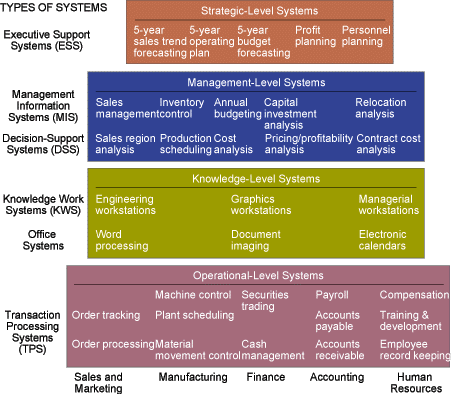 TYPES OF SYSTEMS
Strategic-Level Systems
Executive Support
Systems (ESS)
5-year
sales trend
forecasting
5-year
operating
plan
5-year
budget
forecasting
Profit
planning
Personnel
planning
Management-Level Systems
Management
Information
Systems (MIS)
Sales
management
Inventory
control
Annual
budgeting
Capital
investment
analysis
Relocation
analysis
Decision-Support
Systems (DSS)
Sales region
analysis
Production
scheduling
Cost
analysis
Pricing/profitability
analysis
Contract cost
analysis
Knowledge-Level Systems
Knowledge Work
Systems (KWS)
Engineering
workstations
Graphics
workstations
Managerial
workstations
Office
Systems
Word
processing
Document
imaging
Electronic
calendars
Operational-Level Systems
Transaction
Processing
Systems
(TPS)
Machine control
Securities
trading
Payroll
Compensation
Order tracking
Plant scheduling
Accounts
payable
Training &
development
Order processing
Material
movement control
Cash
management
Accounts
receivable
Employee
record keeping
Sales and
Marketing
Manufacturing
Finance
Accounting
Human
Resources